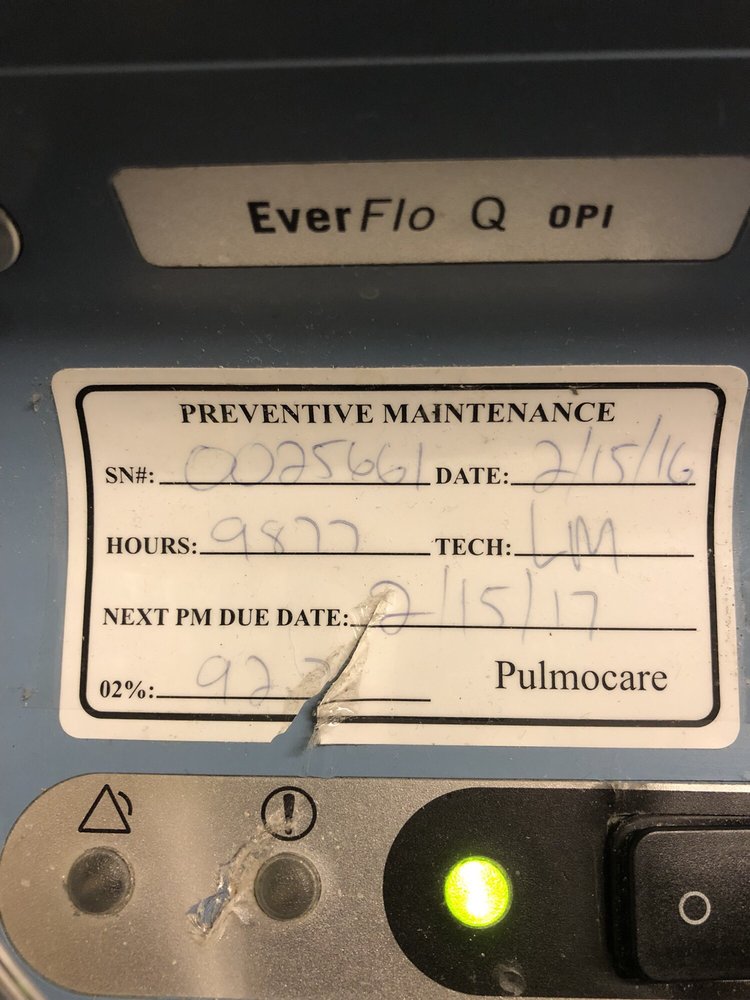 EverFlo Q OPI
PREVENTIVE MAINTENANCE
SN#: 0025661 DATE: 2/15/16
HOURS: 9877 TECH: LM
NEXT PM DUE DATE: 2/15/17
02%: Pulmocare